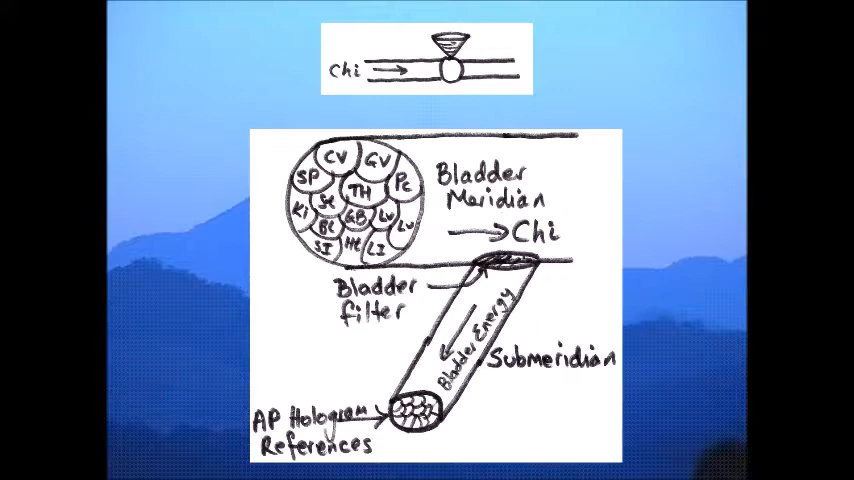 Chi
CV GV
SP TH Pc
Ki St
Bl GB Lv Lv
SI Ht LI
Bladder
Meridian
Chi
Bladder
filter
Bladder Energy
Submeridian
AP Hologram
References